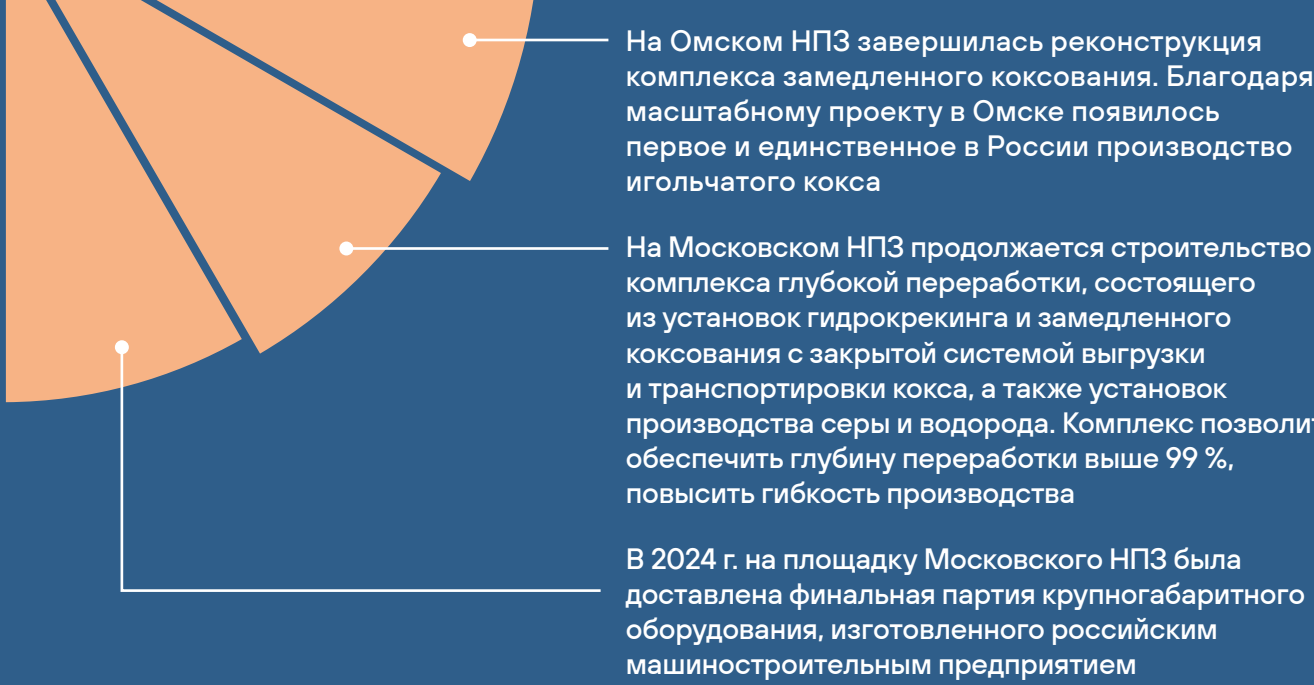 На Омском НПЗ завершилась реконструкция
комплекса замедленного коксования. Благодаря
масштабному проекту в Омске появилось
первое и единственное в России производство
игольчатого кокса
На Московском НПЗ продолжается строительство
комплекса глубокой переработки, состоящего
из установок гидрокрекинга и замедленного
коксования с закрытой системой выгрузки
и транспортировки кокса, а также установок
производства серы и водорода. Комплекс позволит
обеспечить глубину переработки выше 99 %,
повысить гибкость производства
В 2024 г. на площадку Московского НПЗ была
доставлена финальная партия крупногабаритного
оборудования, изготовленного российским
машиностроительным предприятием